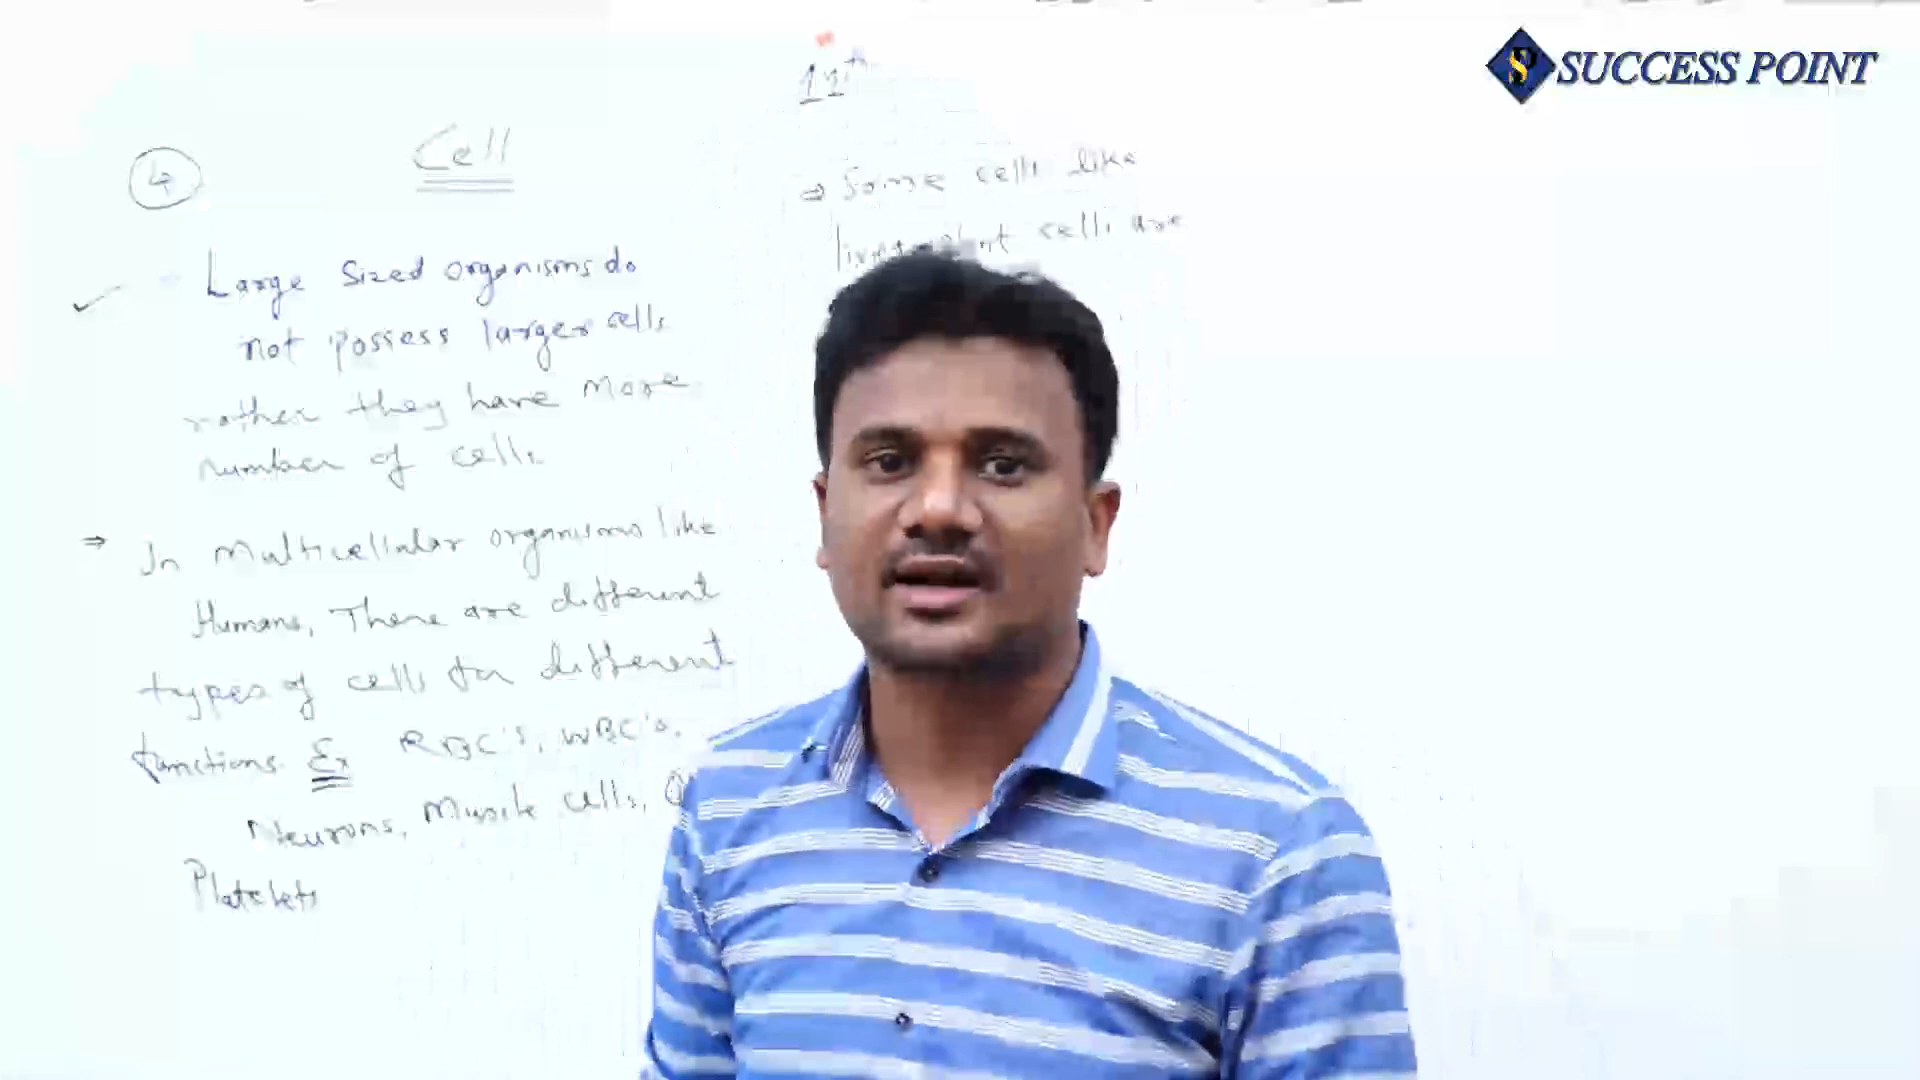 SUCCESS POINT
4
Cell
Large Sized organisms do
not possess larger cells
rather they have more
number of cells
⇒ In Multicellular organisms like
Humans, There are different
types of cells for different
functions. Ex RBC's, WBC's,
Neurons, Muscle cells, O
Platelets
⇒ Some cells like
cells are